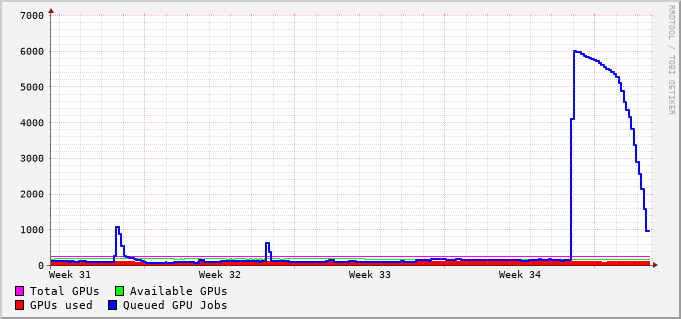 7000
6000
5000
4000
3000
2000
1000
0
Week 31 Week 32 Week 33 Week 34
Total GPUs Available GPUs
GPUs used Queued GPU Jobs
RRDTOOL / TOBI OETIKER